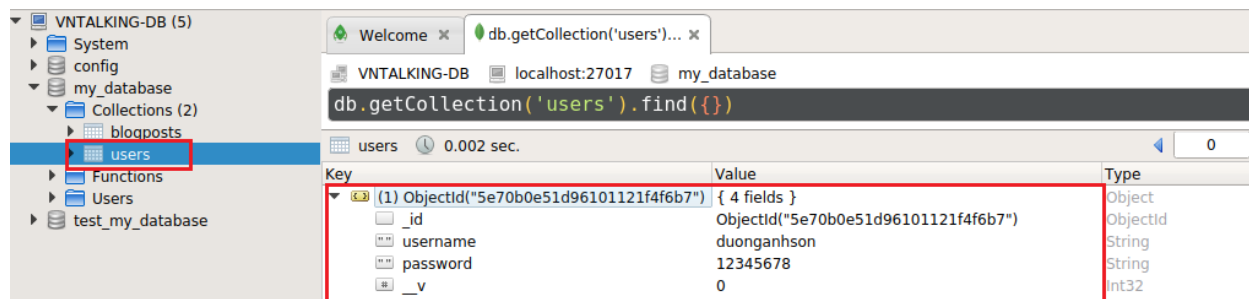 VNTALKING-DB (5)
System
config
my_database
Collections (2)
blogposts
users
Functions
Users
test_my_database
Welcome
db.getCollection('users')...
VNTALKING-DB localhost:27017 my_database
db.getCollection('users').find({})
users 0.002 sec. 0
Key Value Type
(1) ObjectId("5e70b0e51d96101121f4f6b7") { 4 fields } Object
_id ObjectId("5e70b0e51d96101121f4f6b7") ObjectId
"" username duonganhson String
"" password 12345678 String
# __v 0 Int32